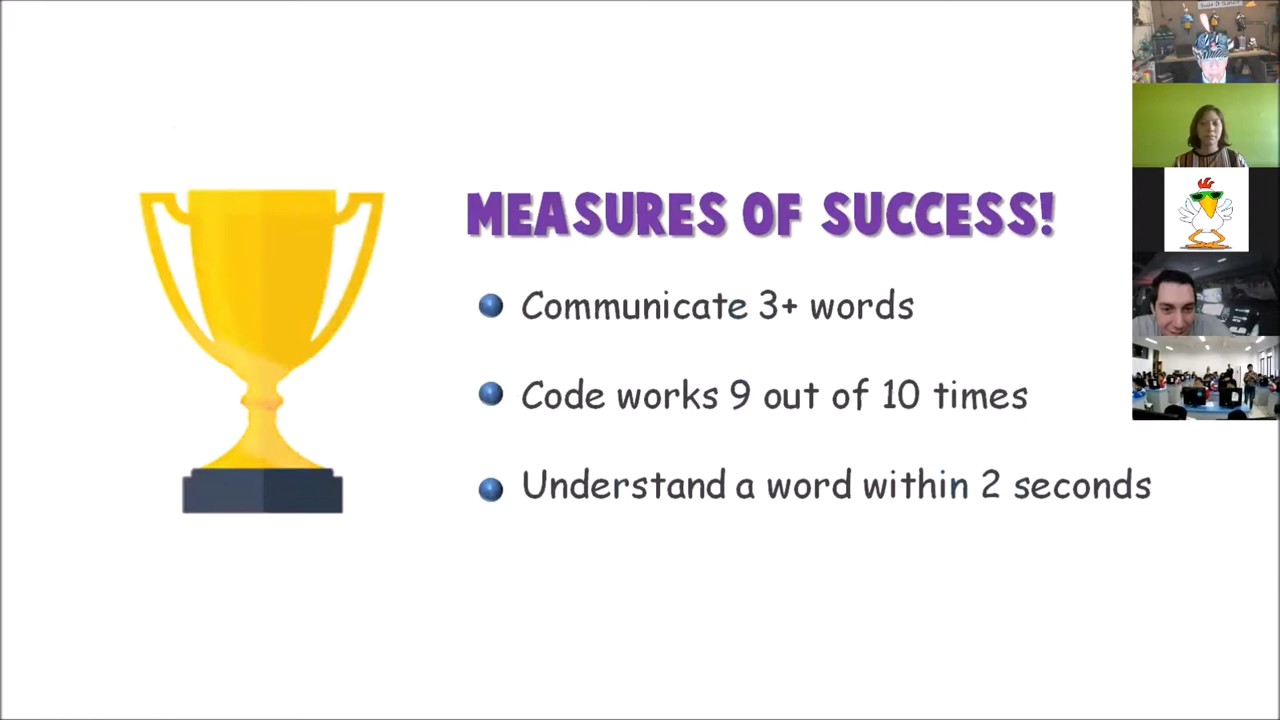 MEASURES OF SUCCESS!
Communicate 3+ words
Code works 9 out of 10 times
Understand a word within 2 seconds